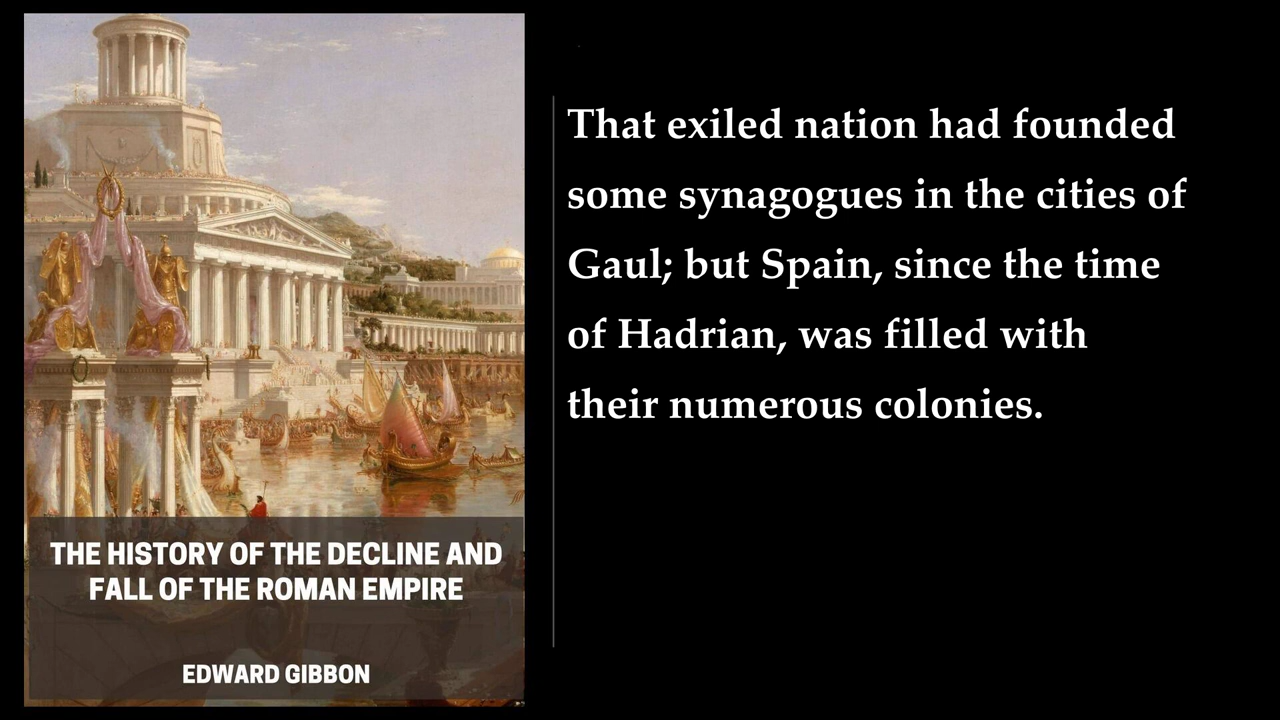 THE HISTORY OF THE DECLINE AND
FALL OF THE ROMAN EMPIRE
EDWARD GIBBON
That exiled nation had founded
some synagogues in the cities of
Gaul; but Spain, since the time
of Hadrian, was filled with
their numerous colonies.